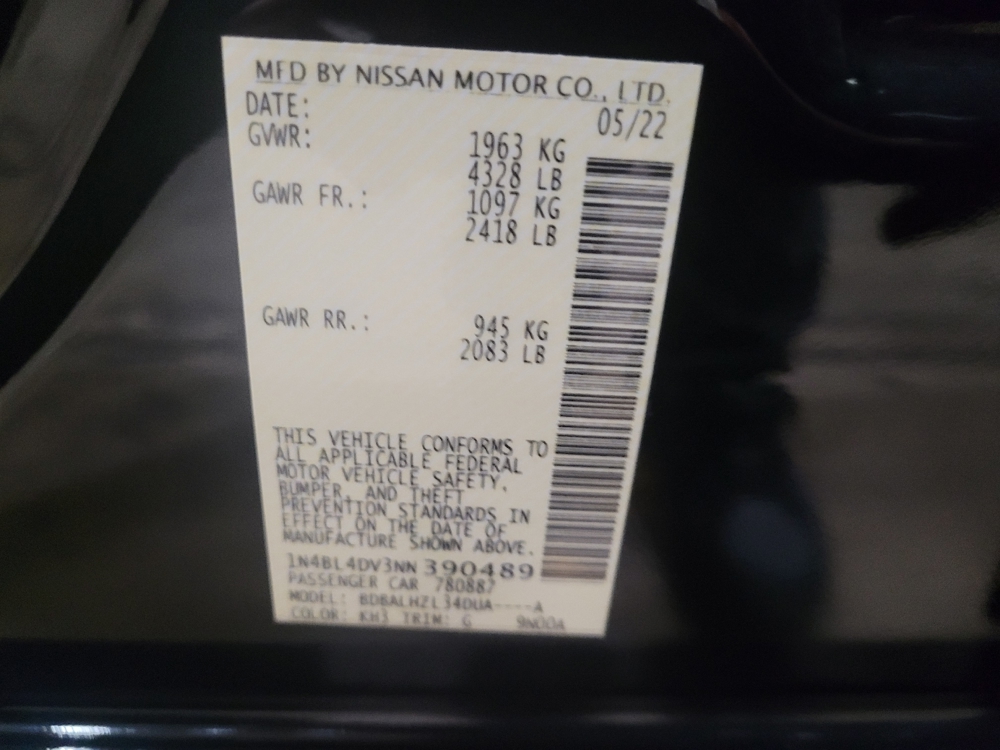 MFD BY NISSAN MOTOR CO., LTD.
DATE: 05/22
GVWR: 1963 KG
4328 LB
GAWR FR.: 1097 KG
2418 LB
GAWR RR.: 945 KG
2083 LB
THIS VEHICLE CONFORMS TO
ALL APPLICABLE FEDERAL
MOTOR VEHICLE SAFETY,
BUMPER, AND THEFT
PREVENTION STANDARDS IN
EFFECT ON THE DATE OF
MANUFACTURE SHOWN ABOVE.
1N4BL4DV3NN 390489
PASSENGER CAR 780887
MODEL: BDBALHZL34DUA----A
COLOR: KH3 TRIM: G 9N00A